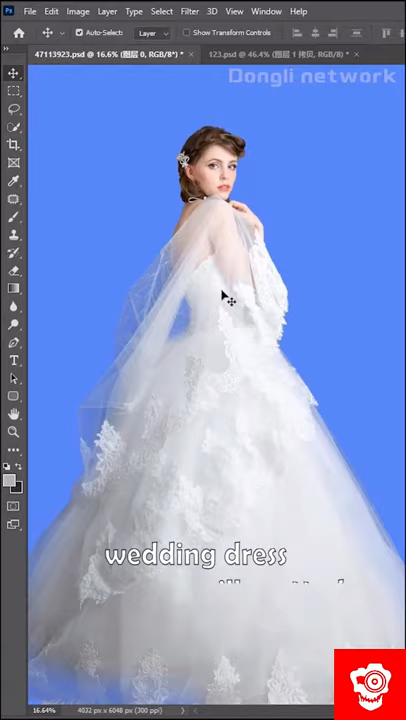 Ps File Edit Image Layer Type Select Filter 3D View Window Help
Auto-Select: Layer Show Transform Controls
47113923.psd @ 16.6% (图层 0, RGB/8*) * × 123.psd @ 46.4% (图层 1 拷贝, RGB/8) * ×
Dongli network
wedding dress
16.64% 4032 px x 6048 px (300 ppi)